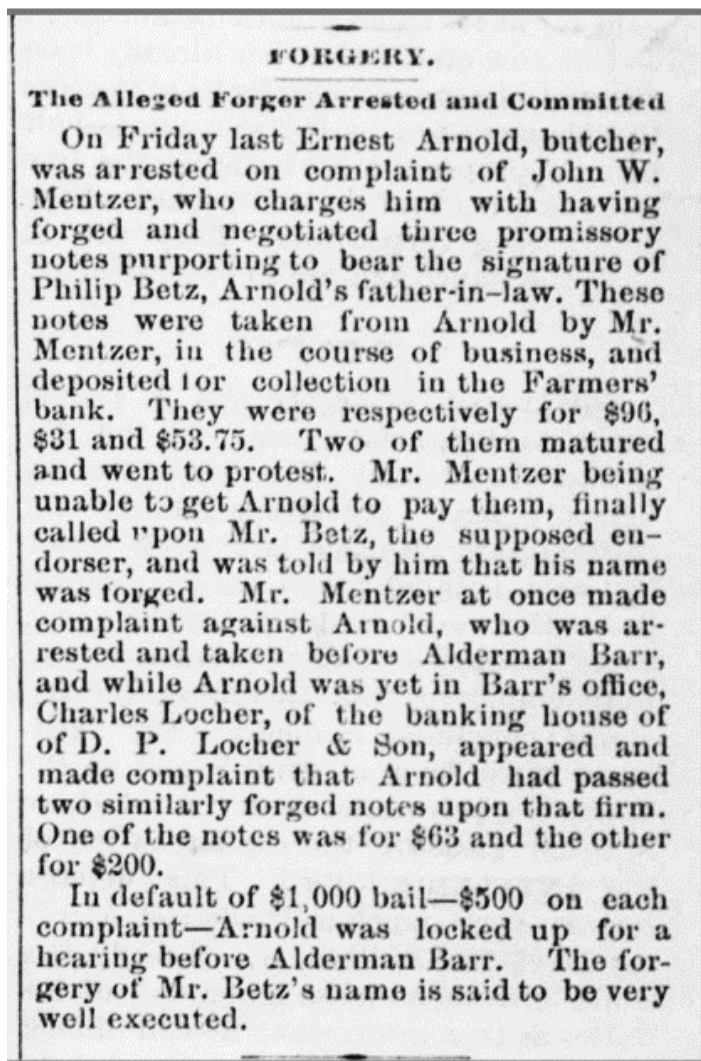 FORGERY.
The Alleged Forger Arrested and Committed
On Friday last Ernest Arnold, butcher,
was arrested on complaint of John W.
Mentzer, who charges him with having
forged and negotiated three promissory
notes purporting to bear the signature of
Philip Betz, Arnold's father-in-law. These
notes were taken from Arnold by Mr.
Mentzer, in the course of business, and
deposited for collection in the Farmers'
bank. They were respectively for $96,
$31 and $53.75. Two of them matured
and went to protest. Mr. Mentzer being
unable to get Arnold to pay them, finally
called upon Mr. Betz, the supposed en-
dorser, and was told by him that his name
was forged. Mr. Mentzer at once made
complaint against Arnold, who was ar-
rested and taken before Alderman Barr,
and while Arnold was yet in Barr's office,
Charles Locher, of the banking house of
of D. P. Locher & Son, appeared and
made complaint that Arnold had passed
two similarly forged notes upon that firm.
One of the notes was for $63 and the other
for $200.
In default of $1,000 bail—$500 on each
complaint—Arnold was locked up for a
hearing before Alderman Barr. The for-
gery of Mr. Betz's name is said to be very
well executed.